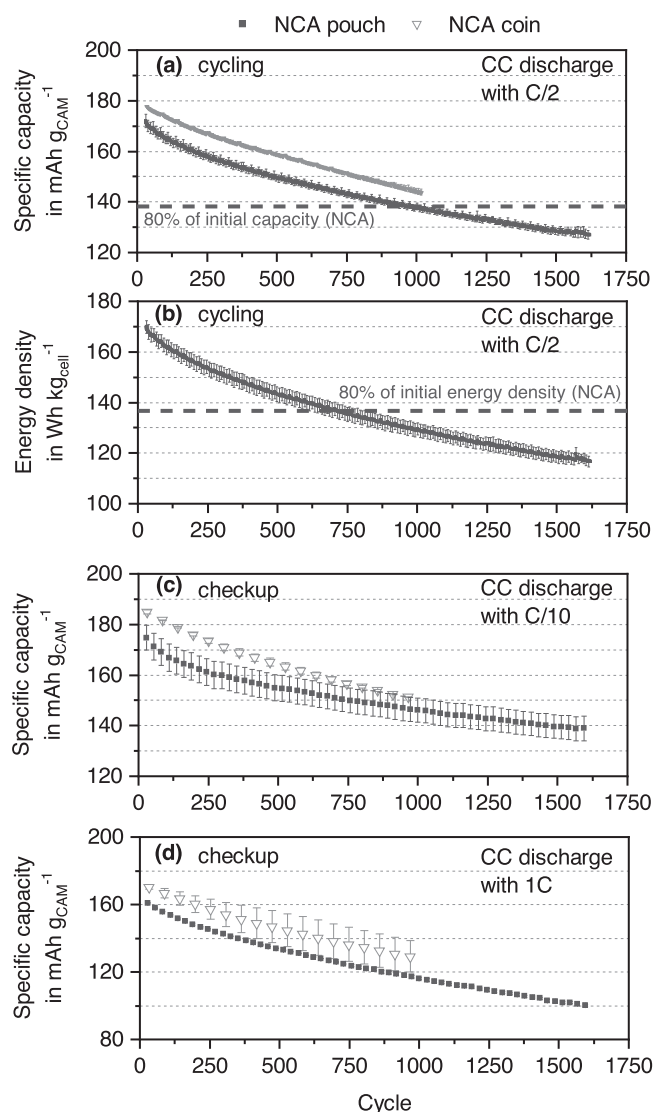 NCA pouch NCA coin
(a) cycling CC discharge
with C/2
80% of initial capacity (NCA)
Specific capacity
in mAh g_CAM^-1
200
180
160
140
120
0 250 500 750 1000 1250 1500 1750
(b) cycling CC discharge
with C/2
80% of initial energy density (NCA)
Energy density
in Wh kg_cell^-1
180
160
140
120
100
0 250 500 750 1000 1250 1500 1750
(c) checkup CC discharge
with C/10
Specific capacity
in mAh g_CAM^-1
200
180
160
140
120
0 250 500 750 1000 1250 1500 1750
(d) checkup CC discharge
with 1C
Specific capacity
in mAh g_CAM^-1
200
160
120
80
0 250 500 750 1000 1250 1500 1750
Cycle